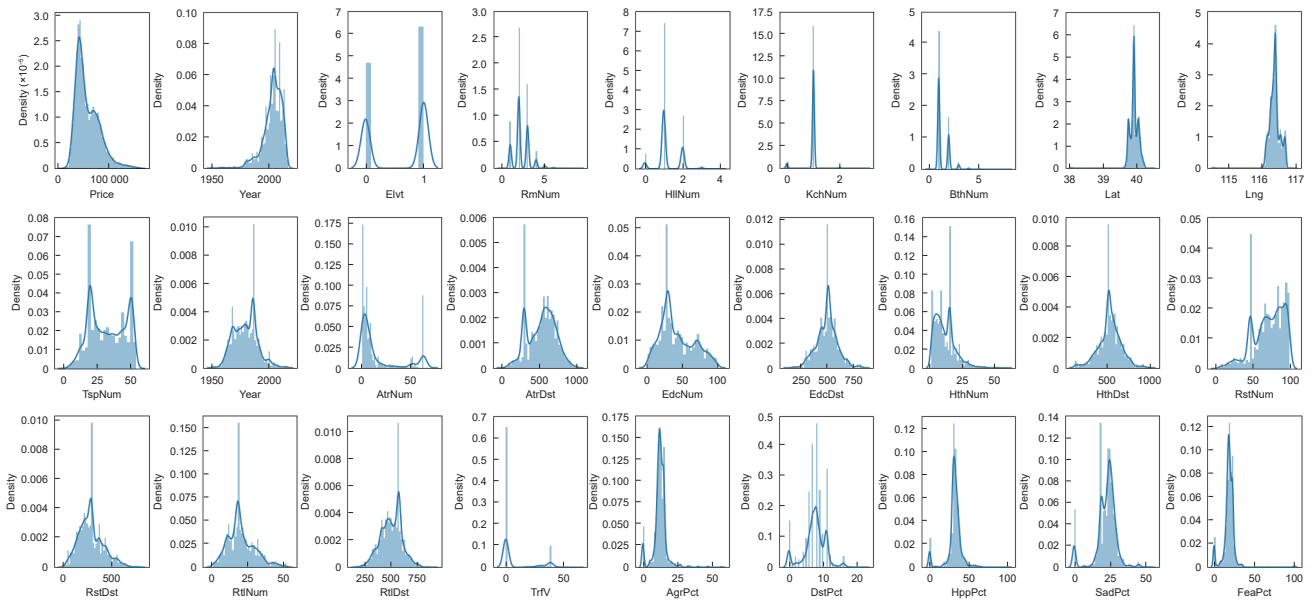 3.0 2.5 2.0 1.5 1.0 0.5 0.0
Density (×10⁻⁵)
0 100 000
Price
0.10 0.08 0.06 0.04 0.02 0.00
Density
1950 2000
Year
7 6 5 4 3 2 1 0
Density
0 1
Elvt
3.0 2.5 2.0 1.5 1.0 0.5 0.0
Density
0 5 10
RmNum
8 7 6 5 4 3 2 1 0
Density
0 2 4
HllNum
17.5 15.0 12.5 10.0 7.5 5.0 2.5 0.0
Density
0 2
KchNum
5 4 3 2 1 0
Density
0 5
BthNum
7 6 5 4 3 2 1 0
Density
38 39 40
Lat
5 4 3 2 1 0
Density
115 116 117
Lng
0.08 0.07 0.06 0.05 0.04 0.03 0.02 0.01 0
Density
0 25 50
TspNum
0.010 0.008 0.006 0.004 0.002 0
Density
1950 2000
Year
0.175 0.150 0.125 0.100 0.075 0.050 0.025 0
Density
0 50
AtrNum
0.006 0.005 0.004 0.003 0.002 0.001 0
Density
0 500 1000
AtrDst
0.05 0.04 0.03 0.02 0.01 0
Density
0 50 100
EdcNum
0.012 0.010 0.008 0.006 0.004 0.002 0
Density
250 500 750
EdcDst
0.16 0.14 0.12 0.10 0.08 0.06 0.04 0.02 0
Density
0 25 50
HthNum
0.010 0.008 0.006 0.004 0.002 0
Density
500 1000
HthDst
0.05 0.04 0.03 0.02 0.01 0
Density
0 50 100
RstNum
0.010 0.008 0.006 0.004 0.002 0
Density
0 500
RstDst
0.150 0.125 0.100 0.075 0.050 0.025 0
Density
0 25 50
RtlNum
0.010 0.008 0.006 0.004 0.002 0
Density
250 500 750
RtlDst
0.7 0.6 0.5 0.4 0.3 0.2 0.1 0
Density
0 50
TrfV
0.175 0.150 0.125 0.100 0.075 0.050 0.025 0
Density
0 25 50
AgrPct
0.5 0.4 0.3 0.2 0.1 0
Density
0 10 20
DstPct
0.14 0.12 0.10 0.08 0.06 0.04 0.02 0
Density
0 50 100
HppPct
0.14 0.12 0.10 0.08 0.06 0.04 0.02 0
Density
0 25 50
SadPct
0.12 0.10 0.08 0.06 0.04 0.02 0
Density
0 50 100
FeaPct